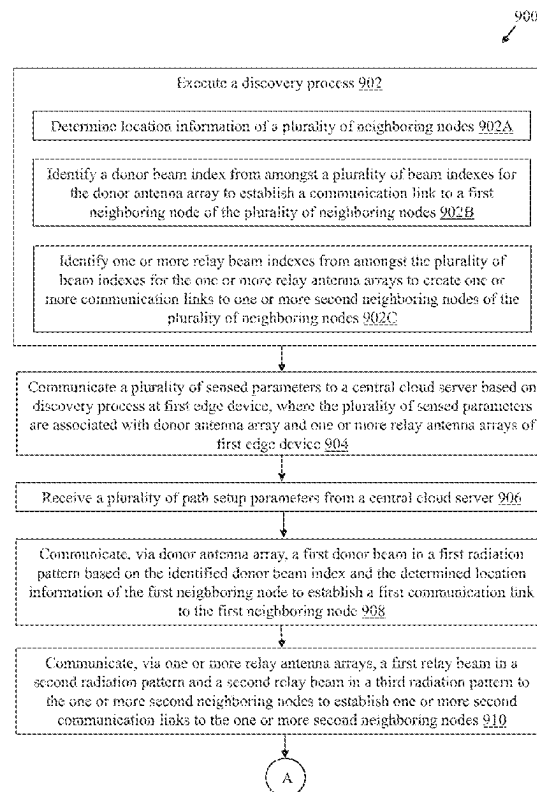 900
Execute a discovery process 902
Determine location information of a plurality of neighboring nodes 902A
Identify a donor beam index from amongst a plurality of beam indexes for
the donor antenna array to establish a communication link to a first
neighboring node of the plurality of neighboring nodes 902B
Identify one or more relay beam indexes from amongst the plurality of
beam indexes for the one or more relay antenna arrays to create one or
more communication links to one or more second neighboring nodes of the
plurality of neighboring nodes 902C
Communicate a plurality of sensed parameters to a central cloud server based on
discovery process at first edge device, where the plurality of sensed parameters
are associated with donor antenna array and one or more relay antenna arrays of
first edge device 904
Receive a plurality of path setup parameters from a central cloud server 906
Communicate, via donor antenna array, a first donor beam in a first radiation
pattern based on the identified donor beam index and the determined location
information of the first neighboring node to establish a first communication link
to the first neighboring node 908
Communicate, via one or more relay antenna arrays, a first relay beam in a
second radiation pattern and a second relay beam in a third radiation pattern to
the one or more second neighboring nodes to establish one or more second
communication links to the one or more second neighboring nodes 910
A